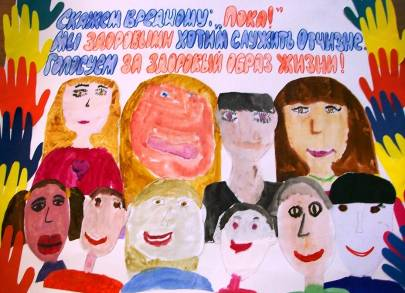 Скажем вредному: „Пока!"
Мы здоровыми хотим служить Отчизне.
Голосуем за здоровый образ жизни!